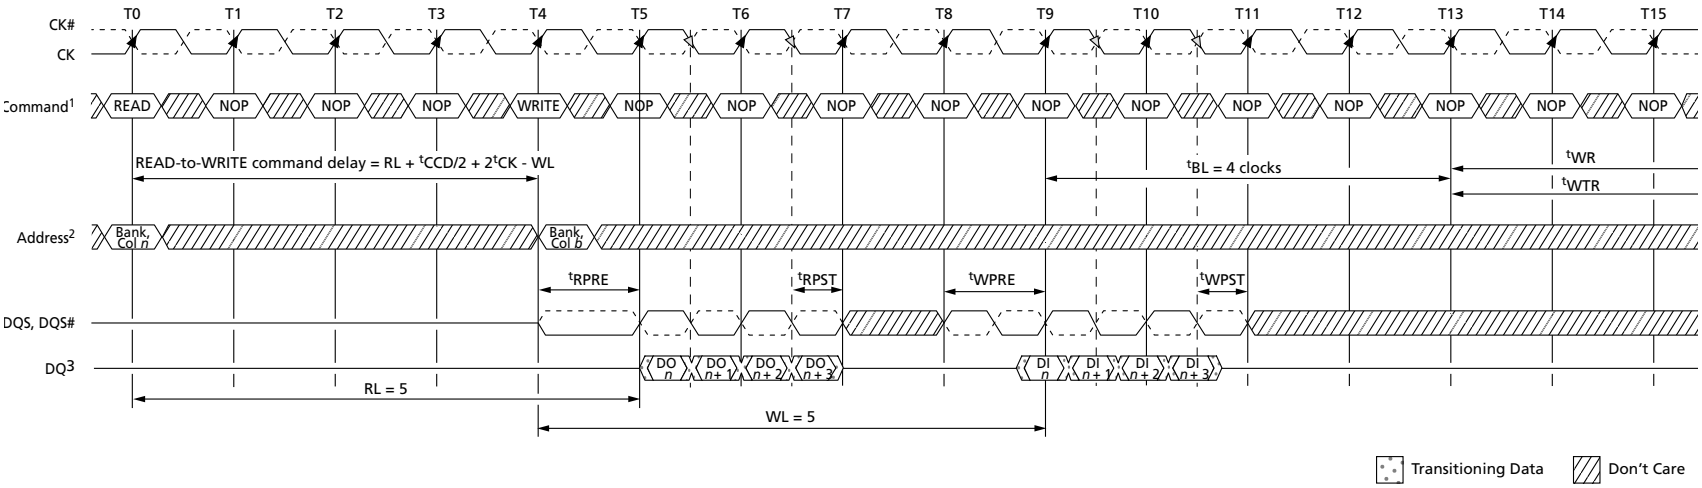 T0 T1 T2 T3 T4 T5 T6 T7 T8 T9 T10 T11 T12 T13 T14 T15
CK#
CK
Command1 READ NOP NOP NOP WRITE NOP NOP NOP NOP NOP NOP NOP NOP NOP NOP NOP
READ-to-WRITE command delay = RL + tCCD/2 + 2tCK - WL
tBL = 4 clocks
tWR
tWTR
Address2
Bank,
Col n
Bank,
Col b
tRPRE tRPST tWPRE tWPST
DQS, DQS#
DQ3
DO
n
DO
n + 1
DO
n + 2
DO
n + 3
DI
n
DI
n + 1
DI
n + 2
DI
n + 3
RL = 5
WL = 5
Transitioning Data
Don't Care